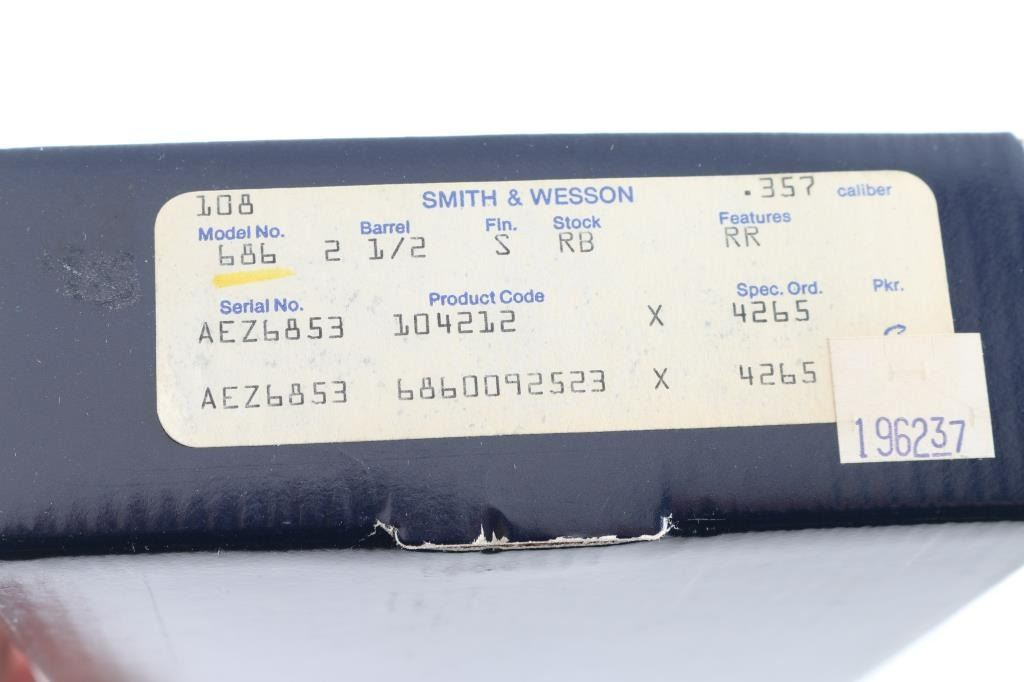 108 SMITH & WESSON .357 caliber
Model No. Barrel Fin. Stock Features
686 2 1/2 S RB RR
Serial No. Product Code Spec. Ord. Pkr.
AEZ6853 104212 X 4265
AEZ6853 6860092523 X 4265
196237